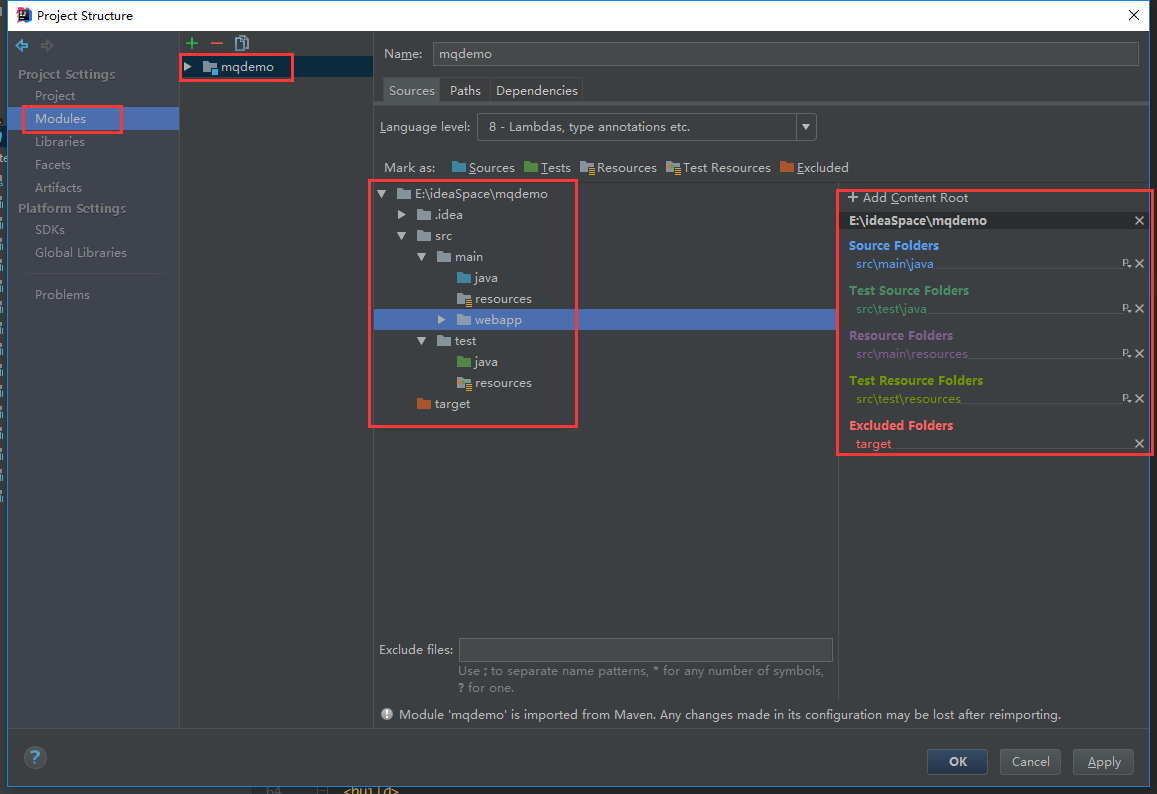 Project Structure
Project Settings
Project
Modules
Libraries
Facets
Artifacts
Platform Settings
SDKs
Global Libraries
Problems
mqdemo
Name: mqdemo
Sources Paths Dependencies
Language level: 8 - Lambdas, type annotations etc.
Mark as: Sources Tests Resources Test Resources Excluded
E:\ideaSpace\mqdemo
.idea
src
main
java
resources
webapp
test
java
resources
target
+ Add Content Root
E:\ideaSpace\mqdemo
Source Folders
src\main\java
Test Source Folders
src\test\java
Resource Folders
src\main\resources
Test Resource Folders
src\test\resources
Excluded Folders
target
Exclude files:
Use ; to separate name patterns, * for any number of symbols,
? for one.
Module 'mqdemo' is imported from Maven. Any changes made in its configuration may be lost after reimporting.
?
OK Cancel Apply
64 <build>